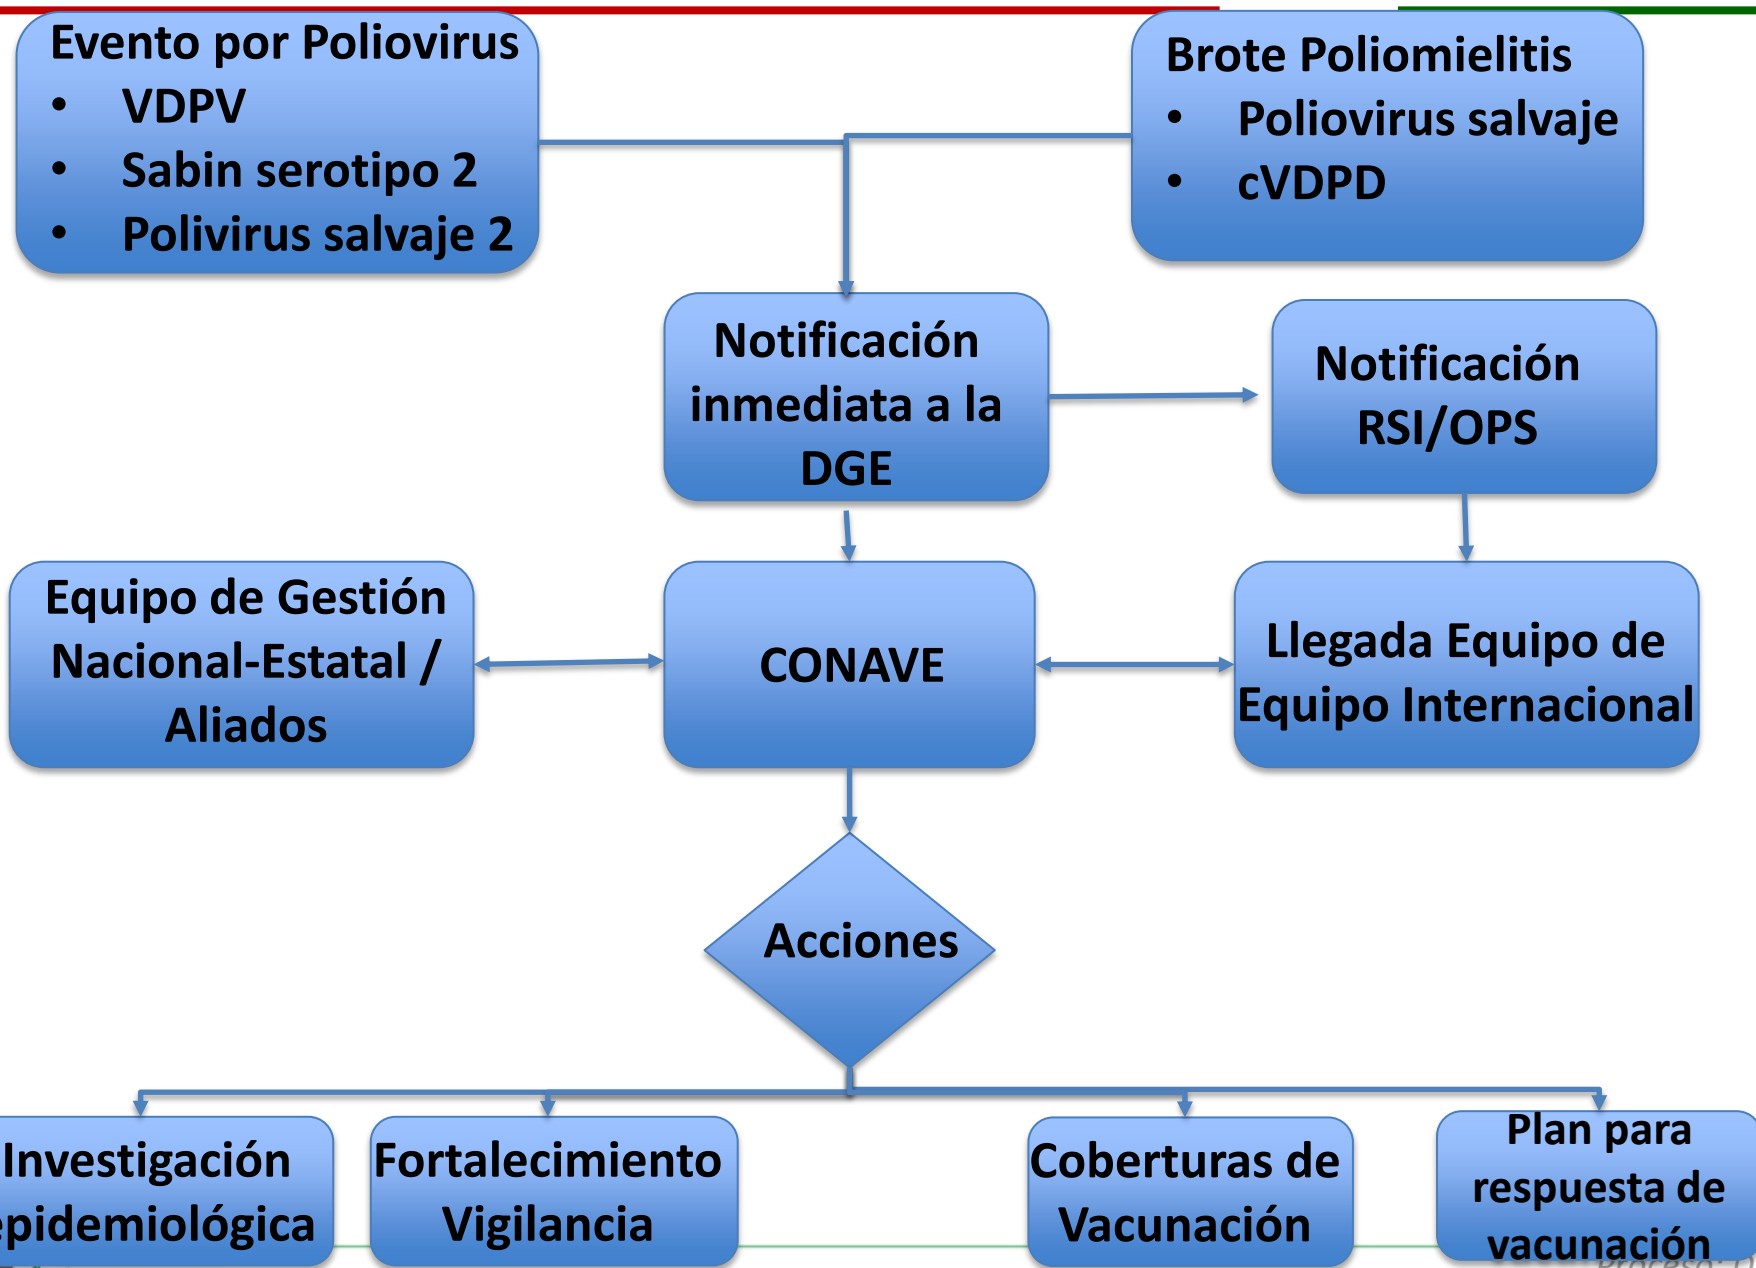 Evento por Poliovirus
• VDPV
• Sabin serotipo 2
• Polivirus salvaje 2
Brote Poliomielitis
• Poliovirus salvaje
• cVDPD
Notificación
inmediata a la
DGE
Notificación
RSI/OPS
Equipo de Gestión
Nacional-Estatal /
Aliados
CONAVE
Llegada Equipo de
Equipo Internacional
Acciones
Investigación
epidemiológica
Fortalecimiento
Vigilancia
Coberturas de
Vacunación
Plan para
respuesta de
vacunación
Proceso: